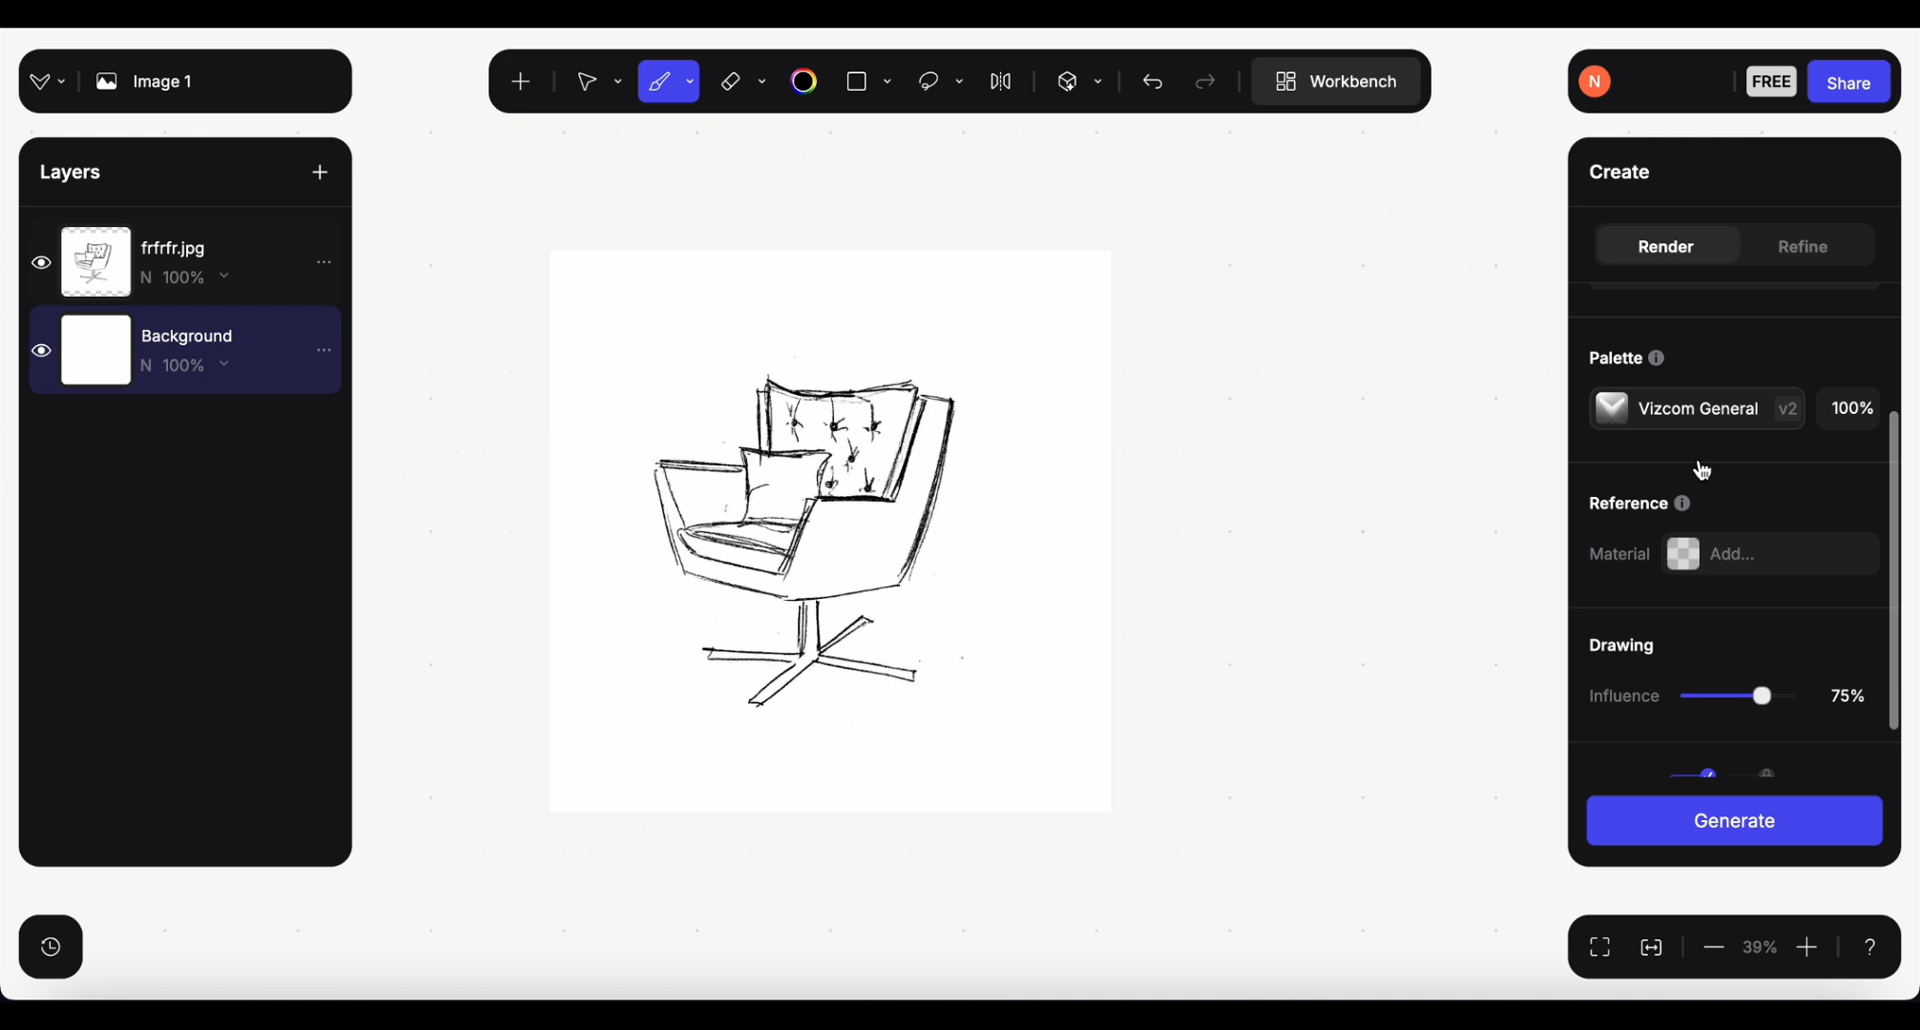 Image 1
Workbench
N
FREE
Share
Layers
frfrfr.jpg
N 100%
Background
N 100%
Create
Render
Refine
Palette
Vizcom General v2 100%
Reference
Material Add...
Drawing
Influence 75%
Generate
39% ?